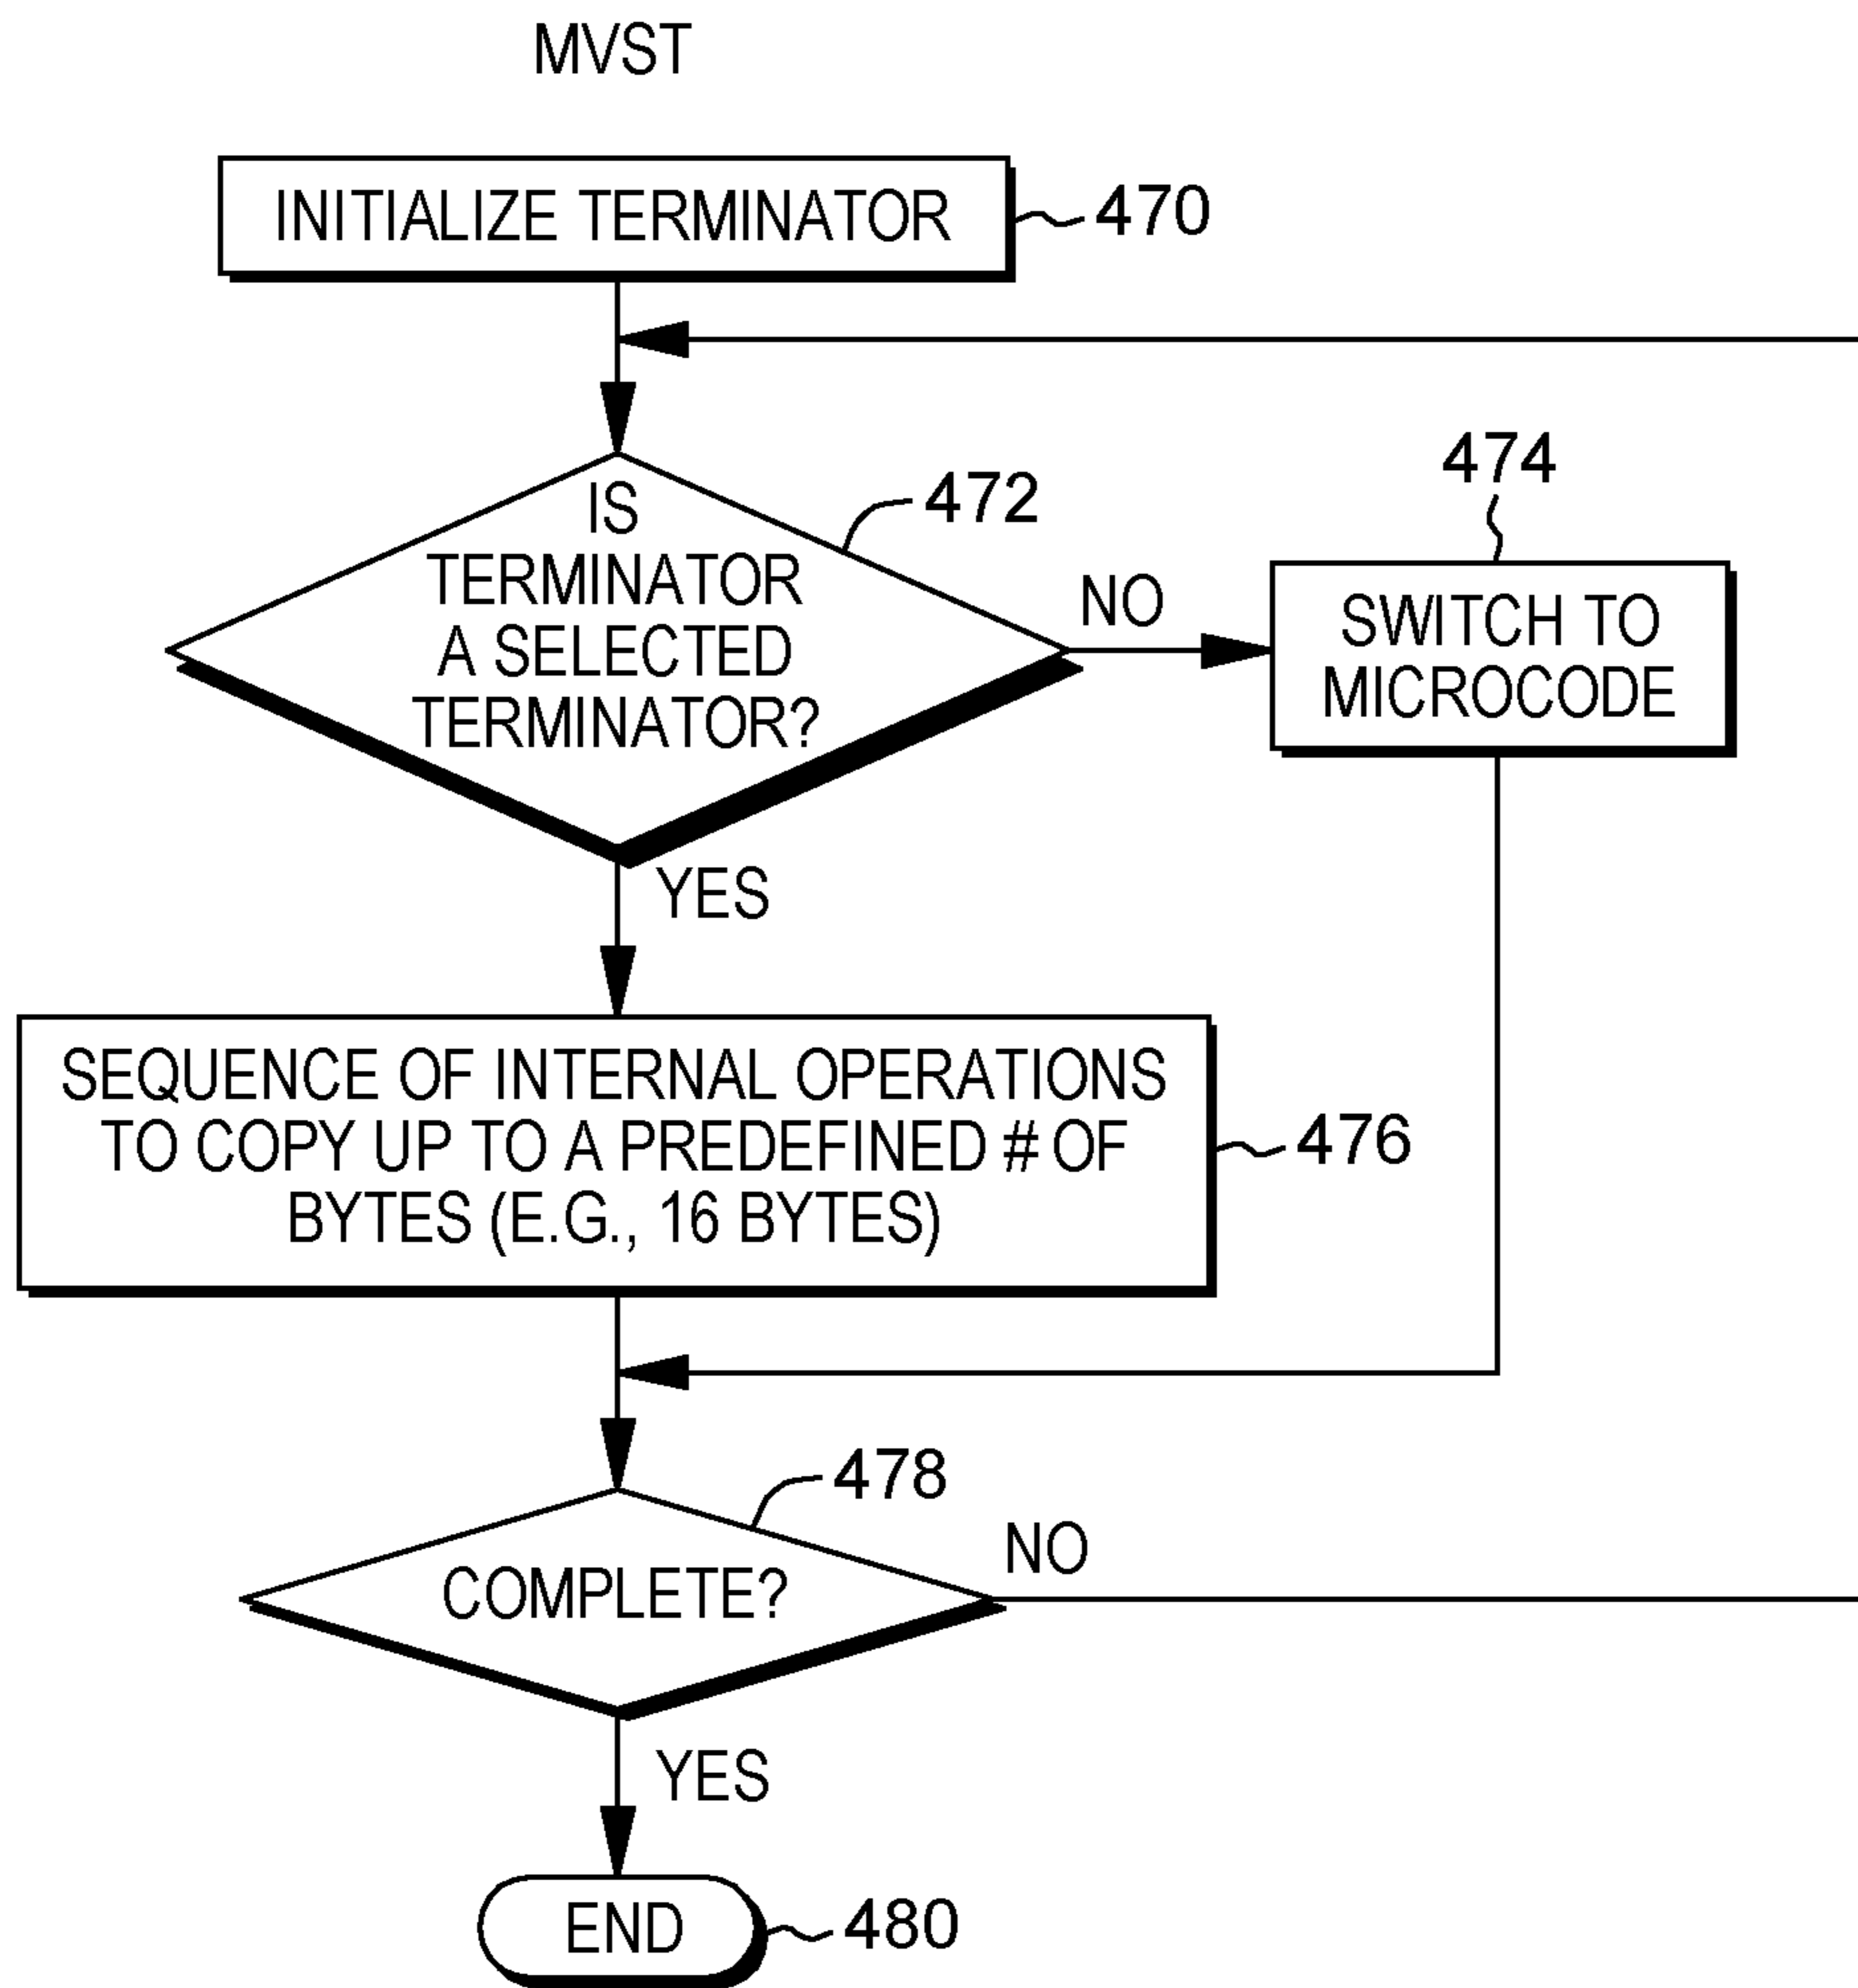 MVST
INITIALIZE TERMINATOR
470
IS
TERMINATOR
A SELECTED
TERMINATOR?
472
NO
474
SWITCH TO
MICROCODE
YES
SEQUENCE OF INTERNAL OPERATIONS
TO COPY UP TO A PREDEFINED # OF
BYTES (E.G., 16 BYTES)
476
478
COMPLETE?
NO
YES
END
480